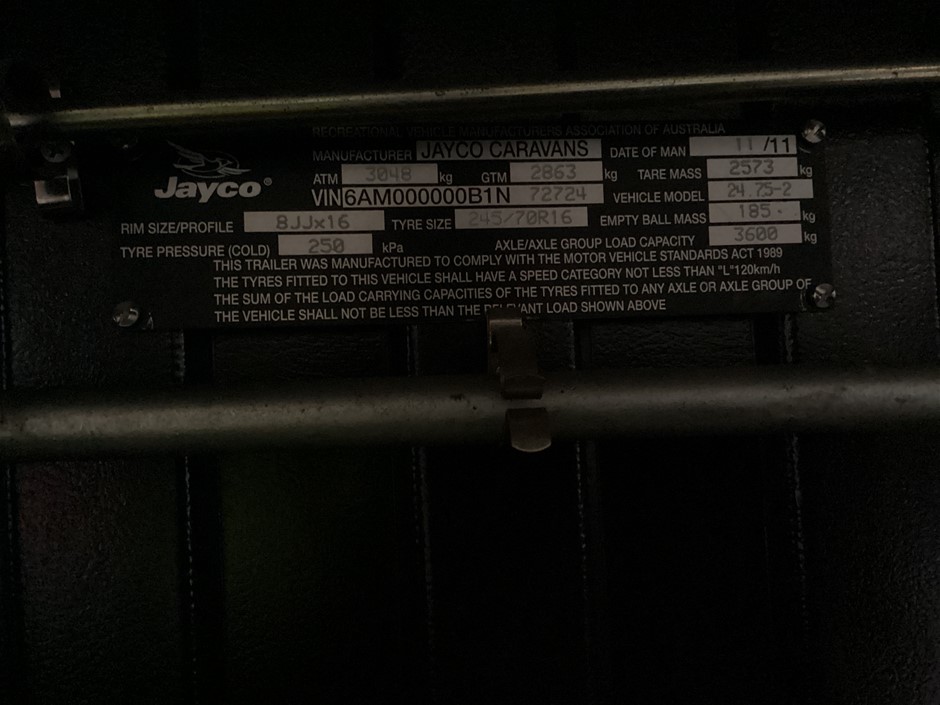 RECREATIONAL VEHICLE MANUFACTURERS ASSOCIATION OF AUSTRALIA
Jayco®
MANUFACTURER JAYCO CARAVANS DATE OF MAN 11/11
ATM 3048 kg GTM 2863 kg TARE MASS 2573 kg
VIN 6AM000000B1N 72724 VEHICLE MODEL 24.75-2
RIM SIZE/PROFILE 8JJx16 TYRE SIZE 245/70R16 EMPTY BALL MASS 185. kg
TYRE PRESSURE (COLD) 250 kPa AXLE/AXLE GROUP LOAD CAPACITY 3600 kg
THIS TRAILER WAS MANUFACTURED TO COMPLY WITH THE MOTOR VEHICLE STANDARDS ACT 1989
THE TYRES FITTED TO THIS VEHICLE SHALL HAVE A SPEED CATEGORY NOT LESS THAN "L"120km/h
THE SUM OF THE LOAD CARRYING CAPACITIES OF THE TYRES FITTED TO ANY AXLE OR AXLE GROUP OF
THE VEHICLE SHALL NOT BE LESS THAN THE RELEVANT LOAD SHOWN ABOVE